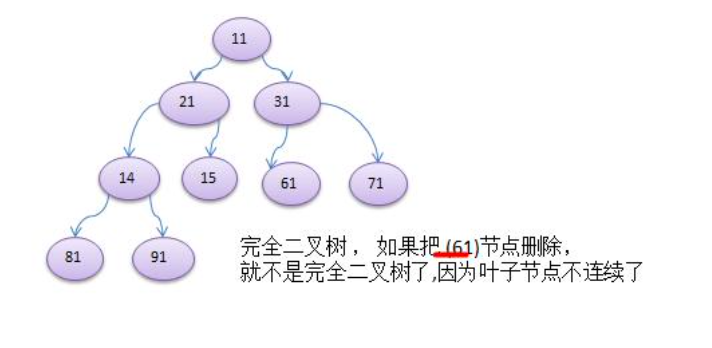 11
21 31
14 15 61 71
81 91
完全二叉树， 如果把 (61)节点删除，
就不是完全二叉树了,因为叶子节点不连续了